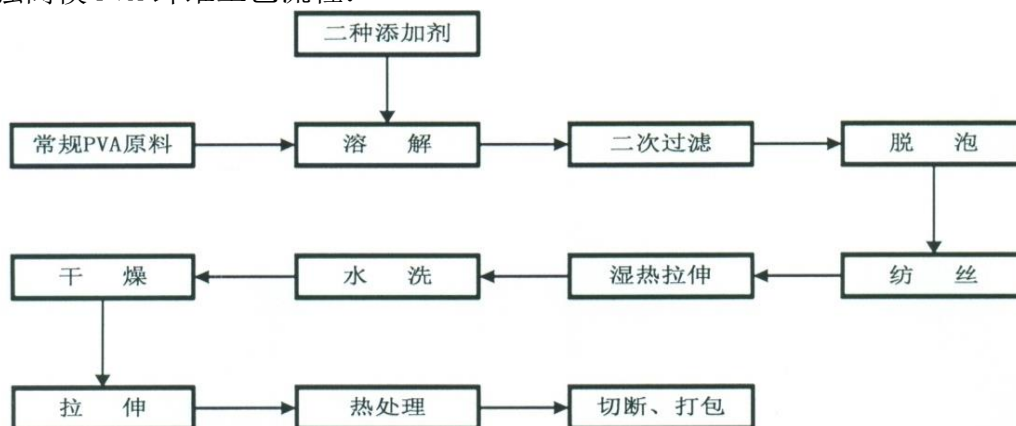 二种添加剂
常规PVA原料
溶 解
二次过滤
脱 泡
纺 丝
湿热拉伸
水 洗
干 燥
拉 伸
热处理
切断、打包